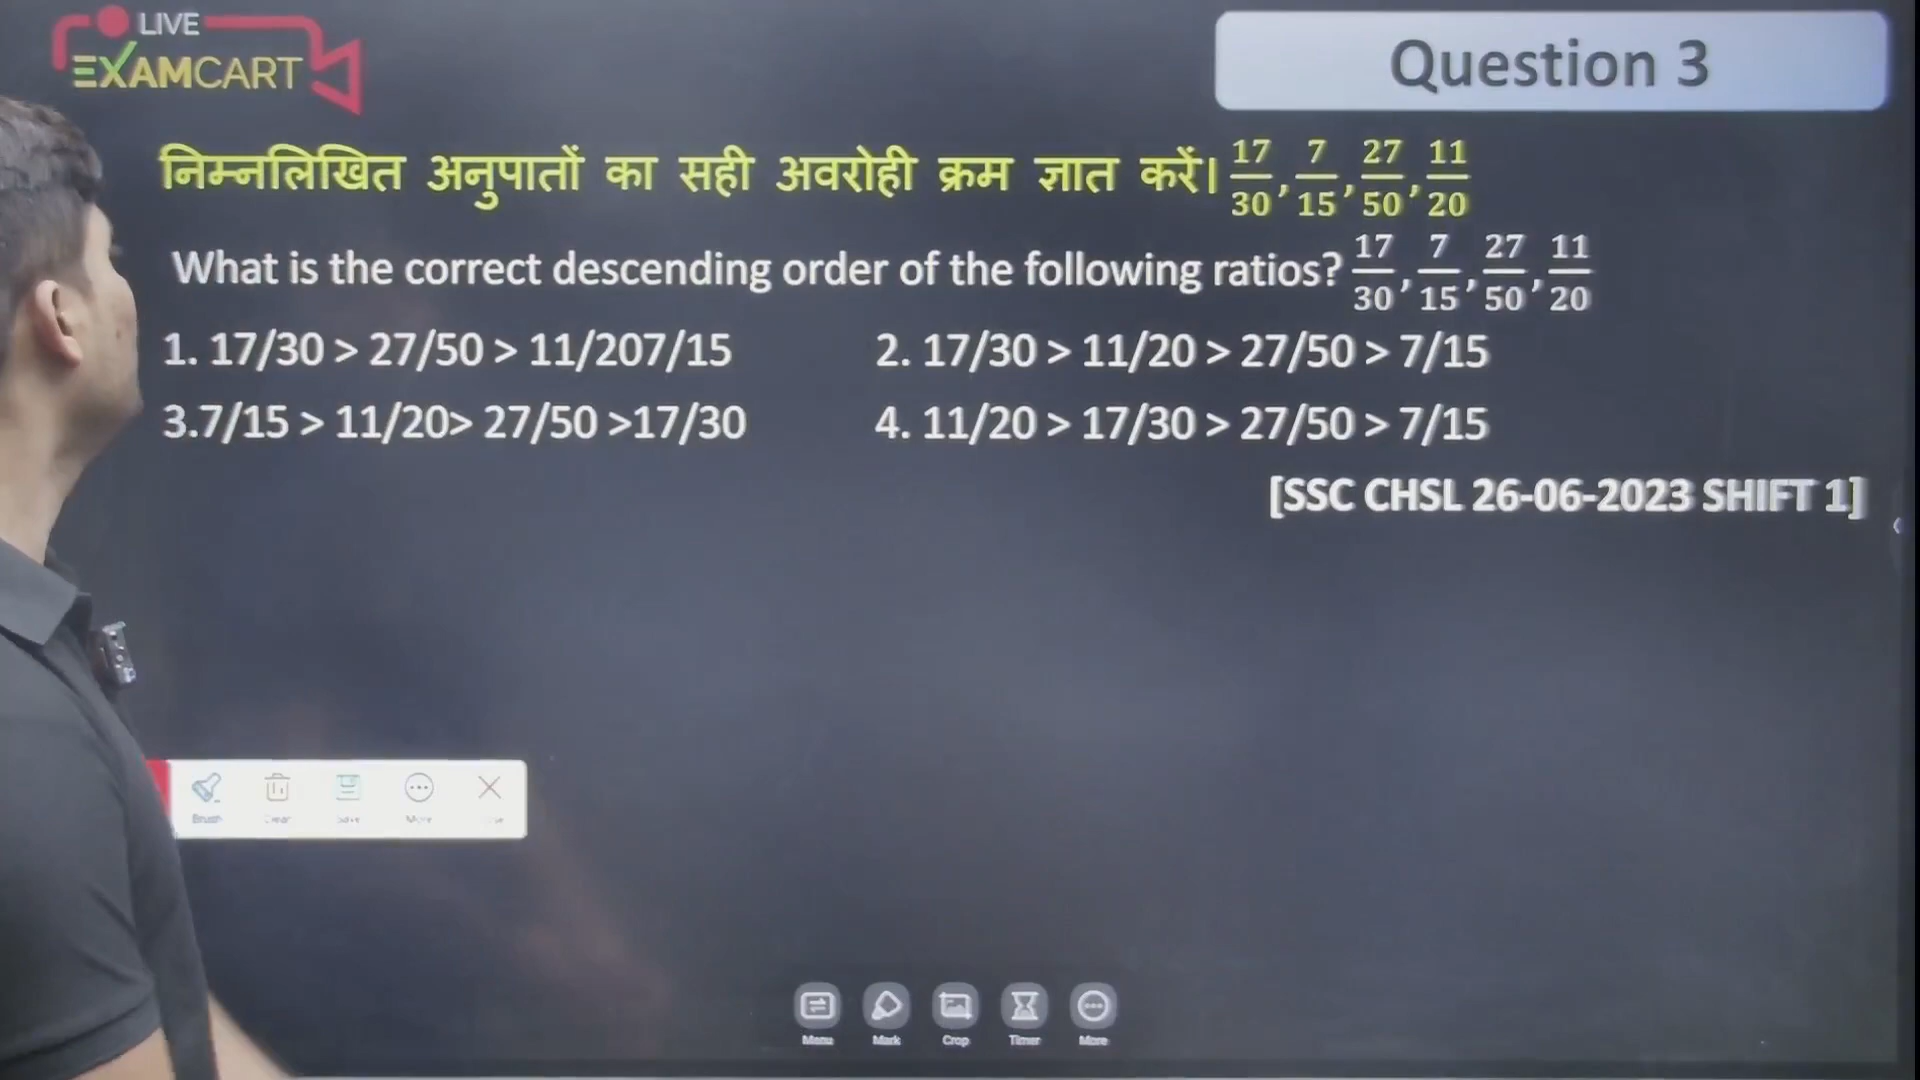 LIVE
EXAMCART
Question 3
निम्नलिखित अनुपातों का सही अवरोही क्रम ज्ञात करें। 17/30, 7/15, 27/50, 11/20
What is the correct descending order of the following ratios? 17/30, 7/15, 27/50, 11/20
1. 17/30 > 27/50 > 11/207/15
2. 17/30 > 11/20 > 27/50 > 7/15
3.7/15 > 11/20> 27/50 >17/30
4. 11/20 > 17/30 > 27/50 > 7/15
[SSC CHSL 26-06-2023 SHIFT 1]
Brush Clear Save More
Menu Mark Crop Timer More